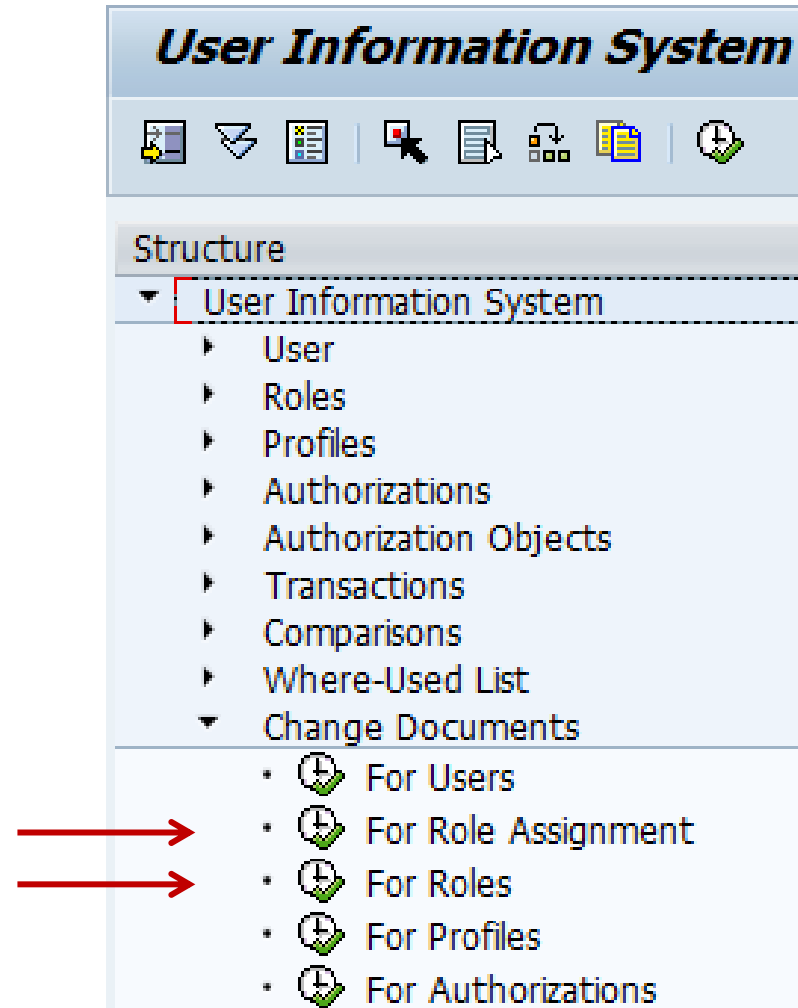 User Information System
Structure
User Information System
User
Roles
Profiles
Authorizations
Authorization Objects
Transactions
Comparisons
Where-Used List
Change Documents
For Users
For Role Assignment
For Roles
For Profiles
For Authorizations